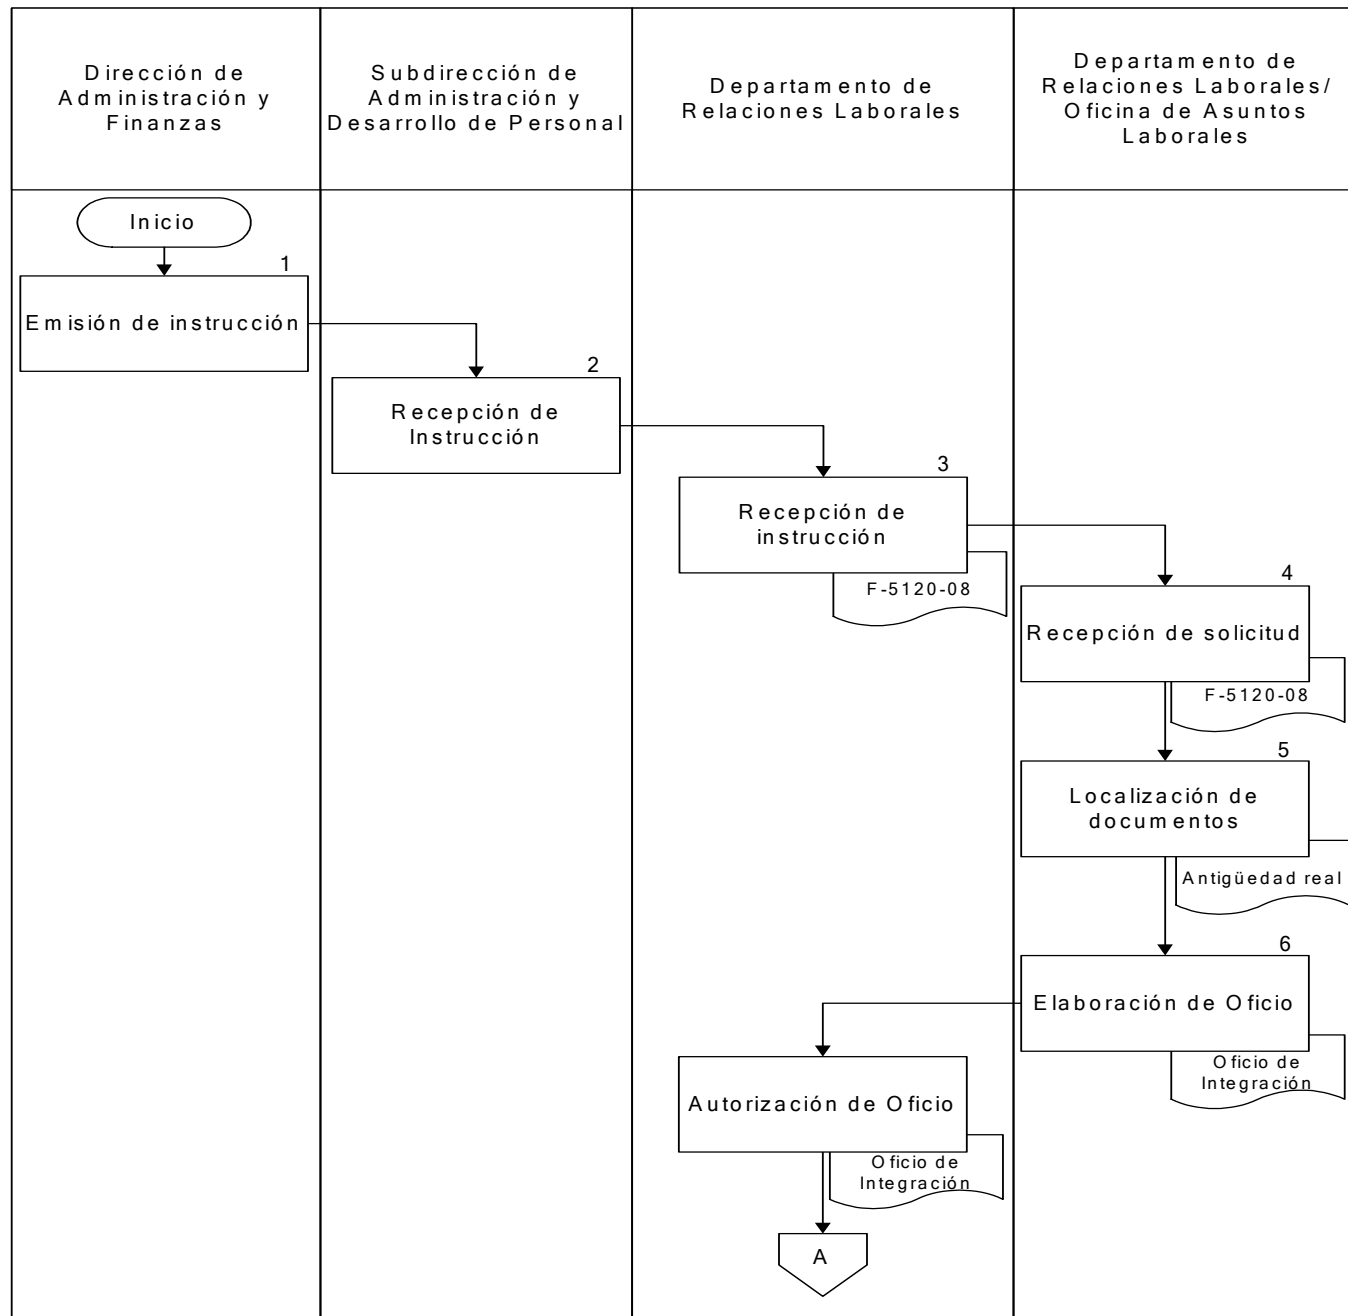 Dirección de
Administración y
Finanzas
Subdirección de
Administración y
Desarrollo de Personal
Departamento de
Relaciones Laborales
Departamento de
Relaciones Laborales/
Oficina de Asuntos
Laborales
Inicio
1
Emisión de instrucción
2
Recepción de
Instrucción
3
Recepción de
instrucción
F-5120-08
4
Recepción de solicitud
F-5120-08
5
Localización de
documentos
Antigüedad real
6
Elaboración de Oficio
Oficio de
Integración
Autorización de Oficio
Oficio de
Integración
A